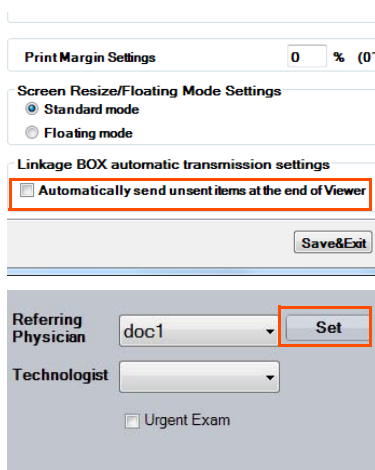 Print Margin Settings 0 % (0
Screen Resize/Floating Mode Settings
Standard mode
Floating mode
Linkage BOX automatic transmission settings
Automatically send unsent items at the end of Viewer
Save&Exit
Referring
Physician doc1 Set
Technologist
Urgent Exam